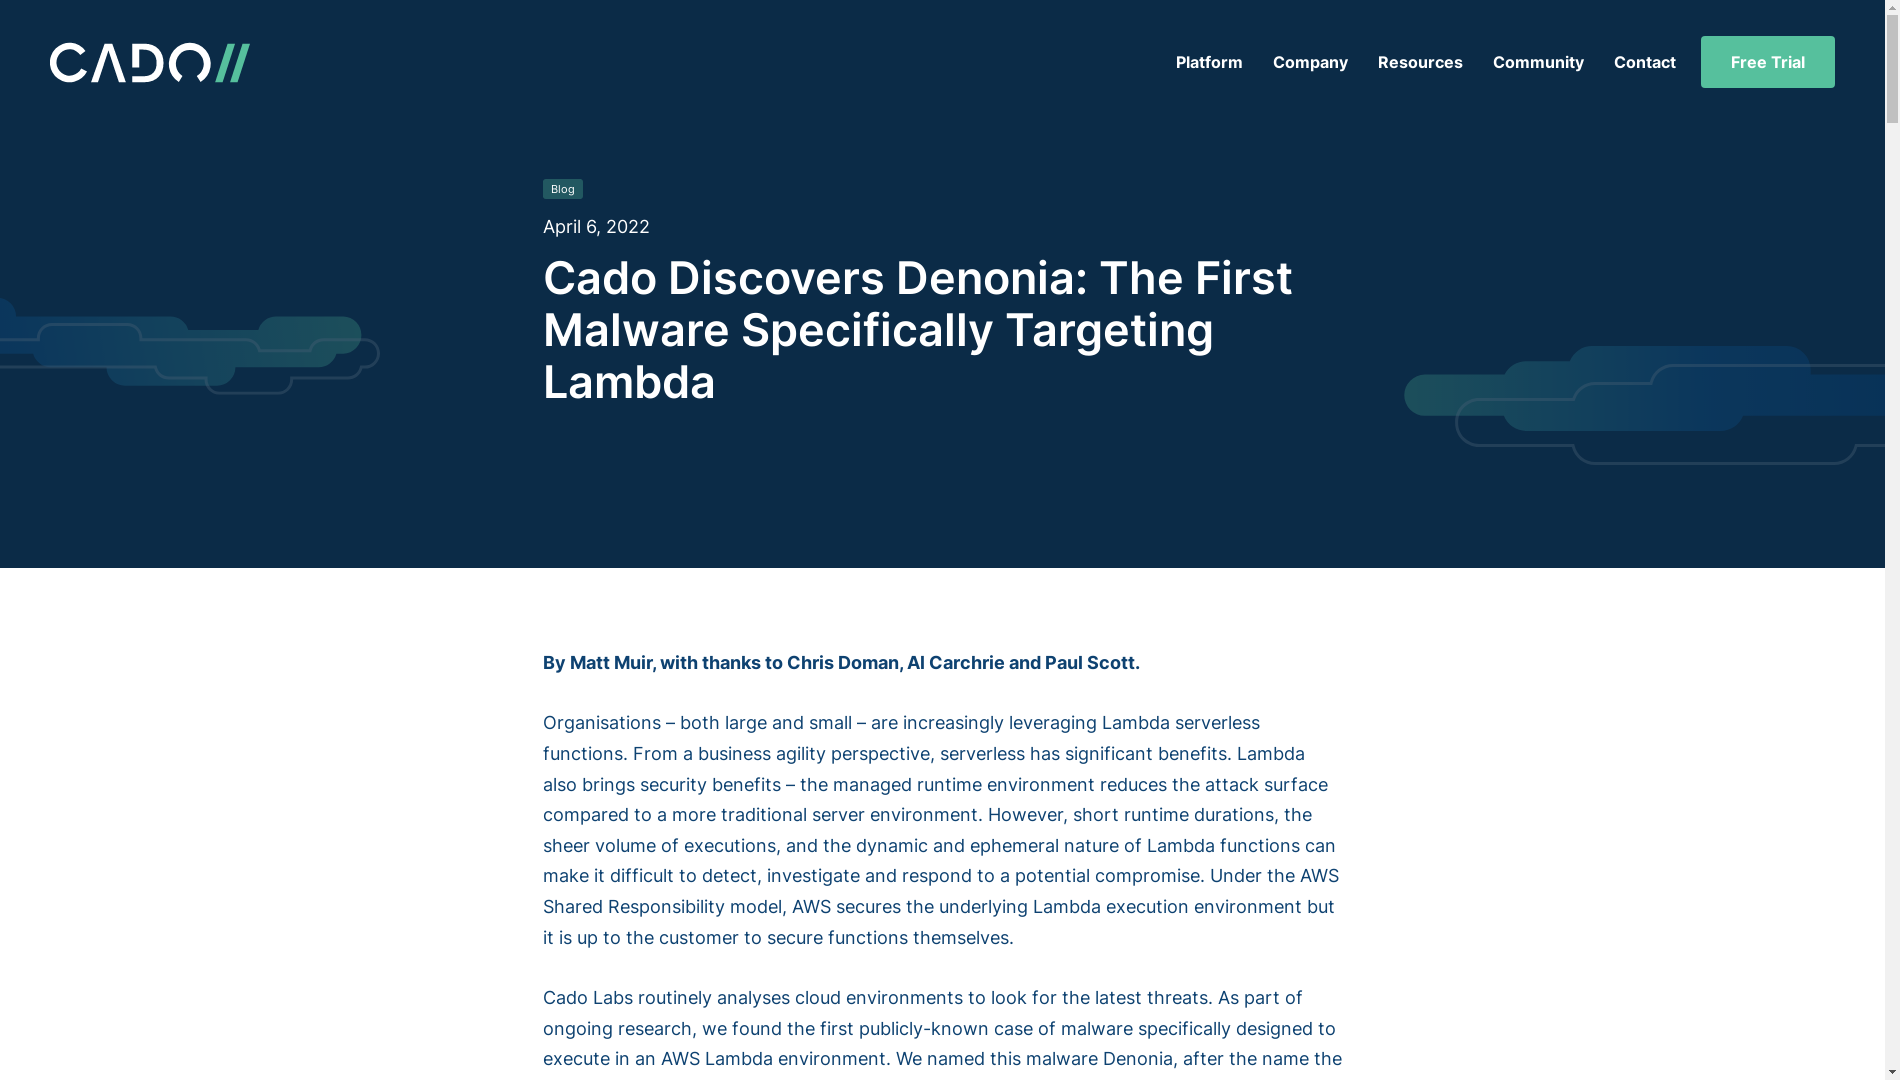 CADO//
Platform
Company
Resources
Community
Contact
Free Trial
Blog
April 6, 2022
Cado Discovers Denonia: The First
Malware Specifically Targeting
Lambda
By Matt Muir, with thanks to Chris Doman, Al Carchrie and Paul Scott.
Organisations – both large and small – are increasingly leveraging Lambda serverless
functions. From a business agility perspective, serverless has significant benefits. Lambda
also brings security benefits – the managed runtime environment reduces the attack surface
compared to a more traditional server environment. However, short runtime durations, the
sheer volume of executions, and the dynamic and ephemeral nature of Lambda functions can
make it difficult to detect, investigate and respond to a potential compromise. Under the AWS
Shared Responsibility model, AWS secures the underlying Lambda execution environment but
it is up to the customer to secure functions themselves.
Cado Labs routinely analyses cloud environments to look for the latest threats. As part of
ongoing research, we found the first publicly-known case of malware specifically designed to
execute in an AWS Lambda environment. We named this malware Denonia, after the name the